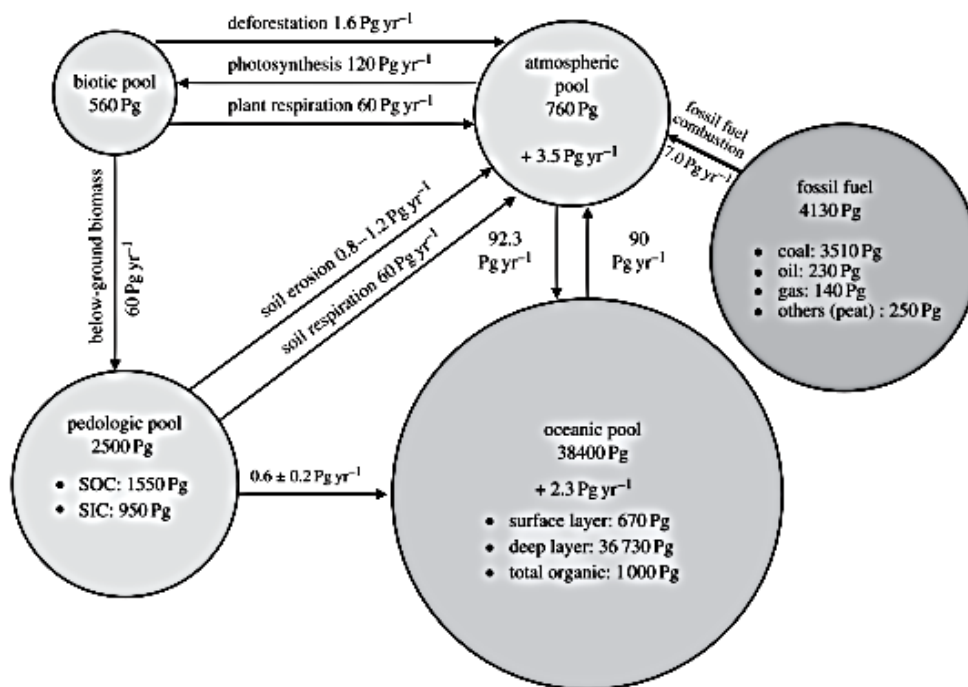 deforestation 1.6 Pg yr⁻¹
photosynthesis 120 Pg yr⁻¹
plant respiration 60 Pg yr⁻¹
biotic pool
560 Pg
atmospheric
pool
760 Pg
+ 3.5 Pg yr⁻¹
fossil fuel
combustion
7.0 Pg yr⁻¹
fossil fuel
4130 Pg
• coal: 3510 Pg
• oil: 230 Pg
• gas: 140 Pg
• others (peat) : 250 Pg
below-ground biomass
60 Pg yr⁻¹
soil erosion 0.8–1.2 Pg yr⁻¹
soil respiration 60 Pg yr⁻¹
92.3
Pg yr⁻¹
90
Pg yr⁻¹
pedologic pool
2500 Pg
• SOC: 1550 Pg
• SIC: 950 Pg
0.6 ± 0.2 Pg yr⁻¹
oceanic pool
38400 Pg
+ 2.3 Pg yr⁻¹
• surface layer: 670 Pg
• deep layer: 36 730 Pg
• total organic: 1 000 Pg